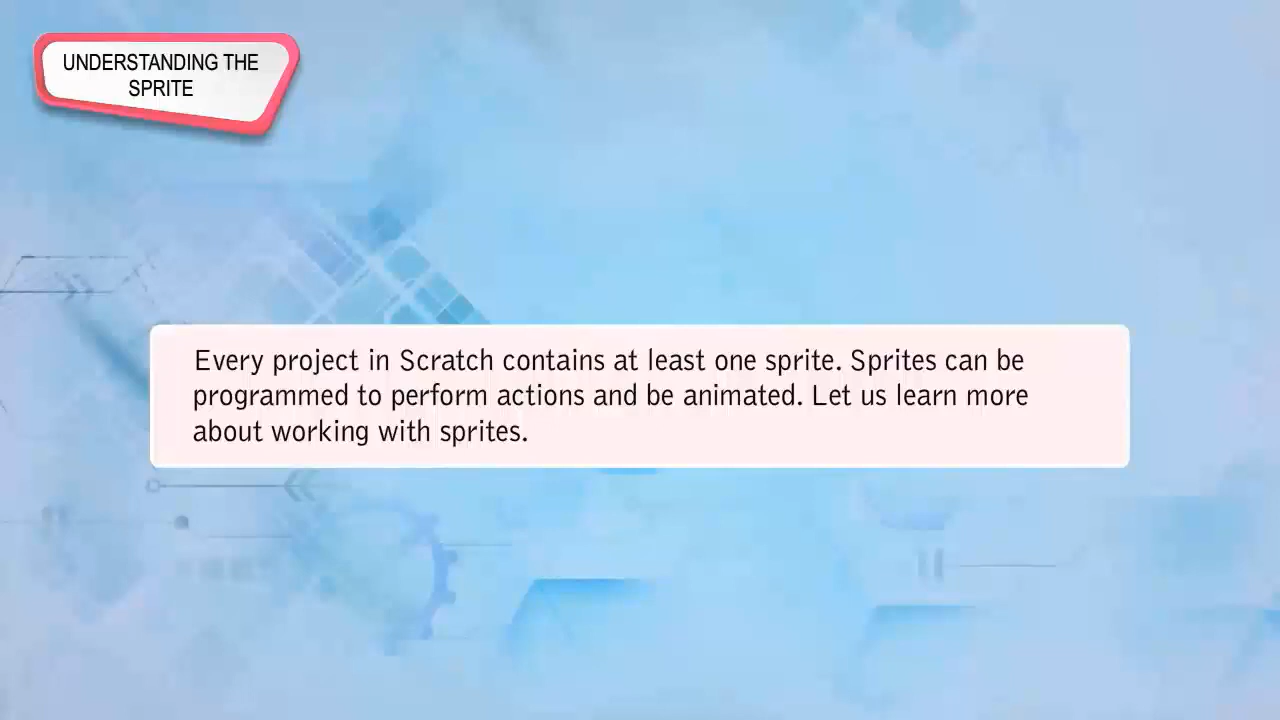 UNDERSTANDING THE
SPRITE
Every project in Scratch contains at least one sprite. Sprites can be
programmed to perform actions and be animated. Let us learn more
about working with sprites.